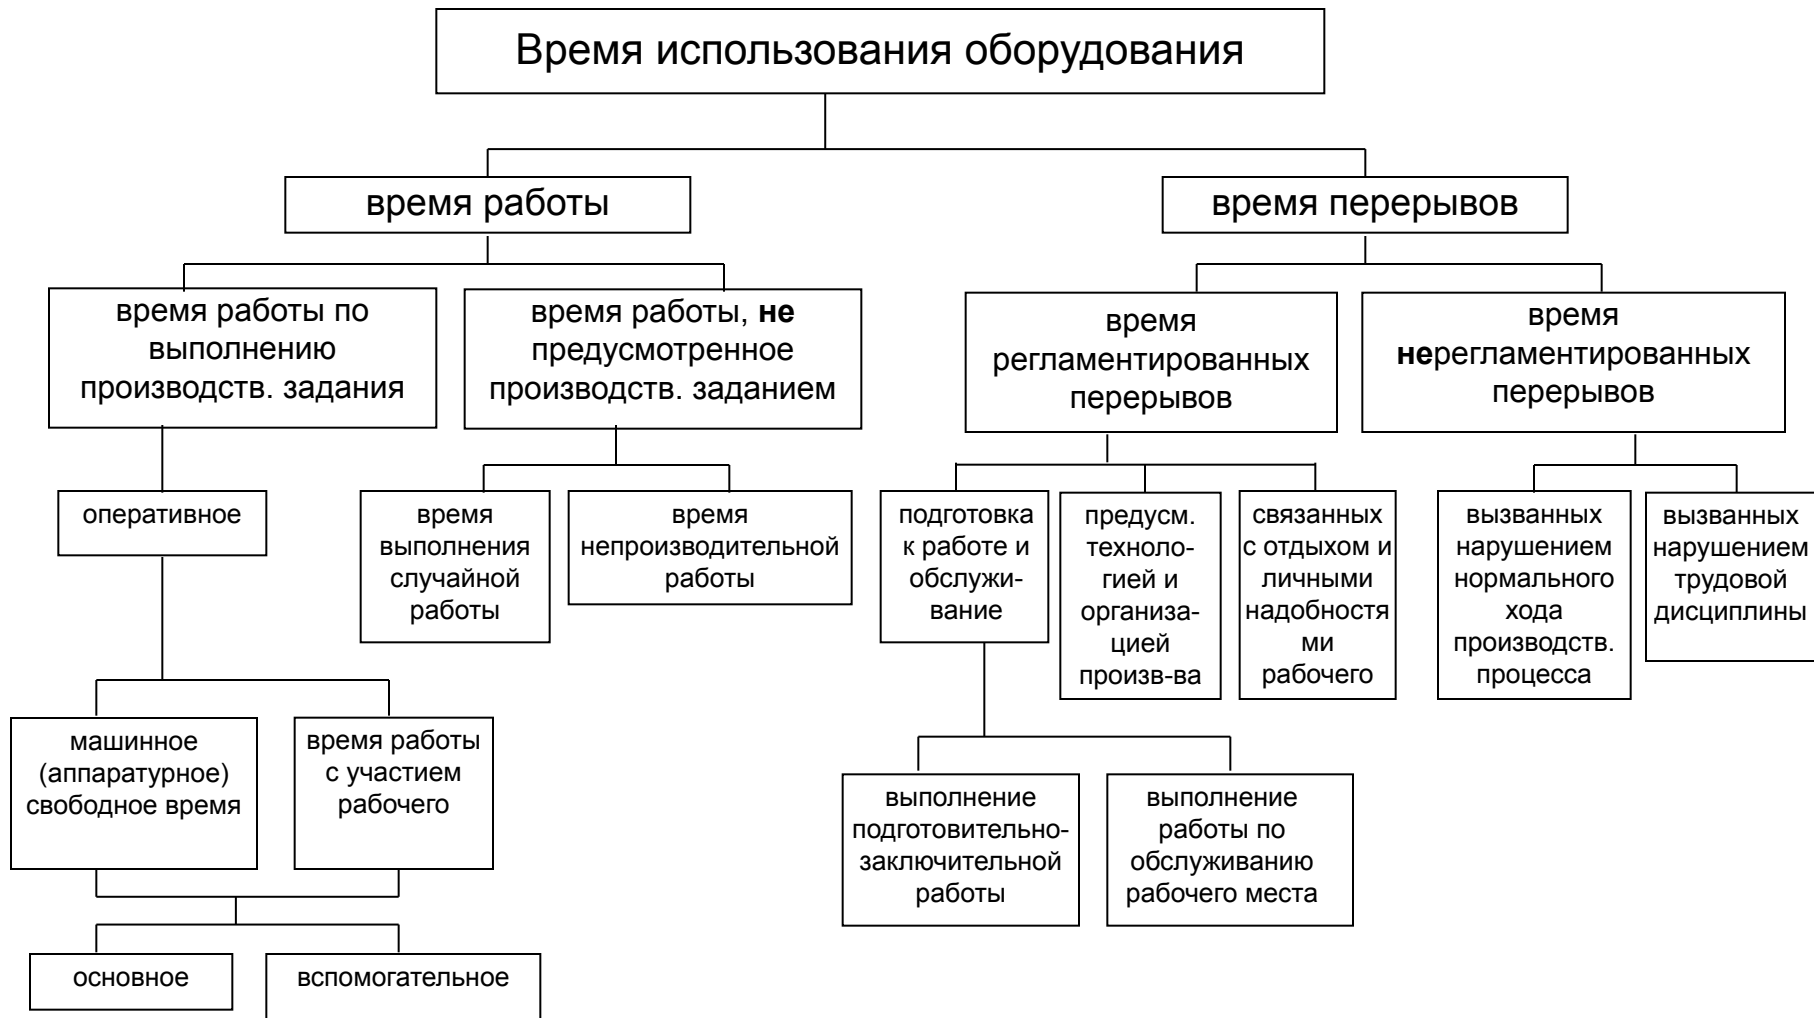 Время использования оборудования
время работы
время перерывов
время работы по
выполнению
производств. задания
время работы, не
предусмотренное
производств. заданием
время
регламентированных
перерывов
время
нерегламентированных
перерывов
оперативное
время
выполнения
случайной
работы
время
непроизводительной
работы
подготовка
к работе и
обслужи-
вание
предусм.
техноло-
гией и
организа-
цией
произв-ва
связанных
с отдыхом и
личными
надобностя
ми
рабочего
вызванных
нарушением
нормального
хода
производств.
процесса
вызванных
нарушением
трудовой
дисциплины
машинное
(аппаратурное)
свободное время
время работы
с участием
рабочего
выполнение
подготовительно-
заключительной
работы
выполнение
работы по
обслуживанию
рабочего места
основное
вспомогательное